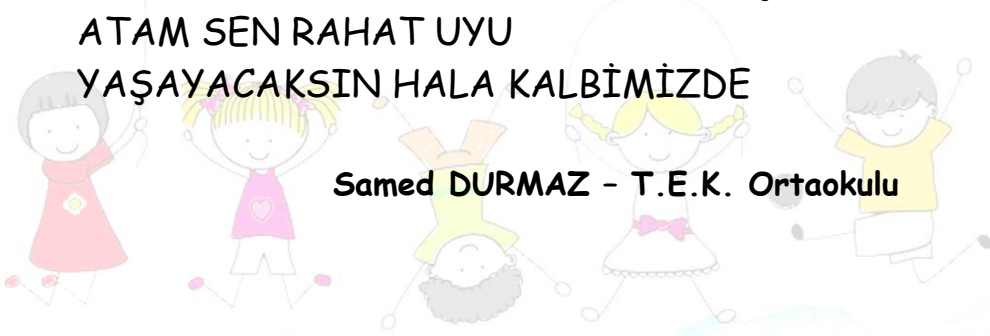 ATAM SEN RAHAT UYU
YAŞAYACAKSIN HALA KALBİMİZDE
Samed DURMAZ – T.E.K. Ortaokulu